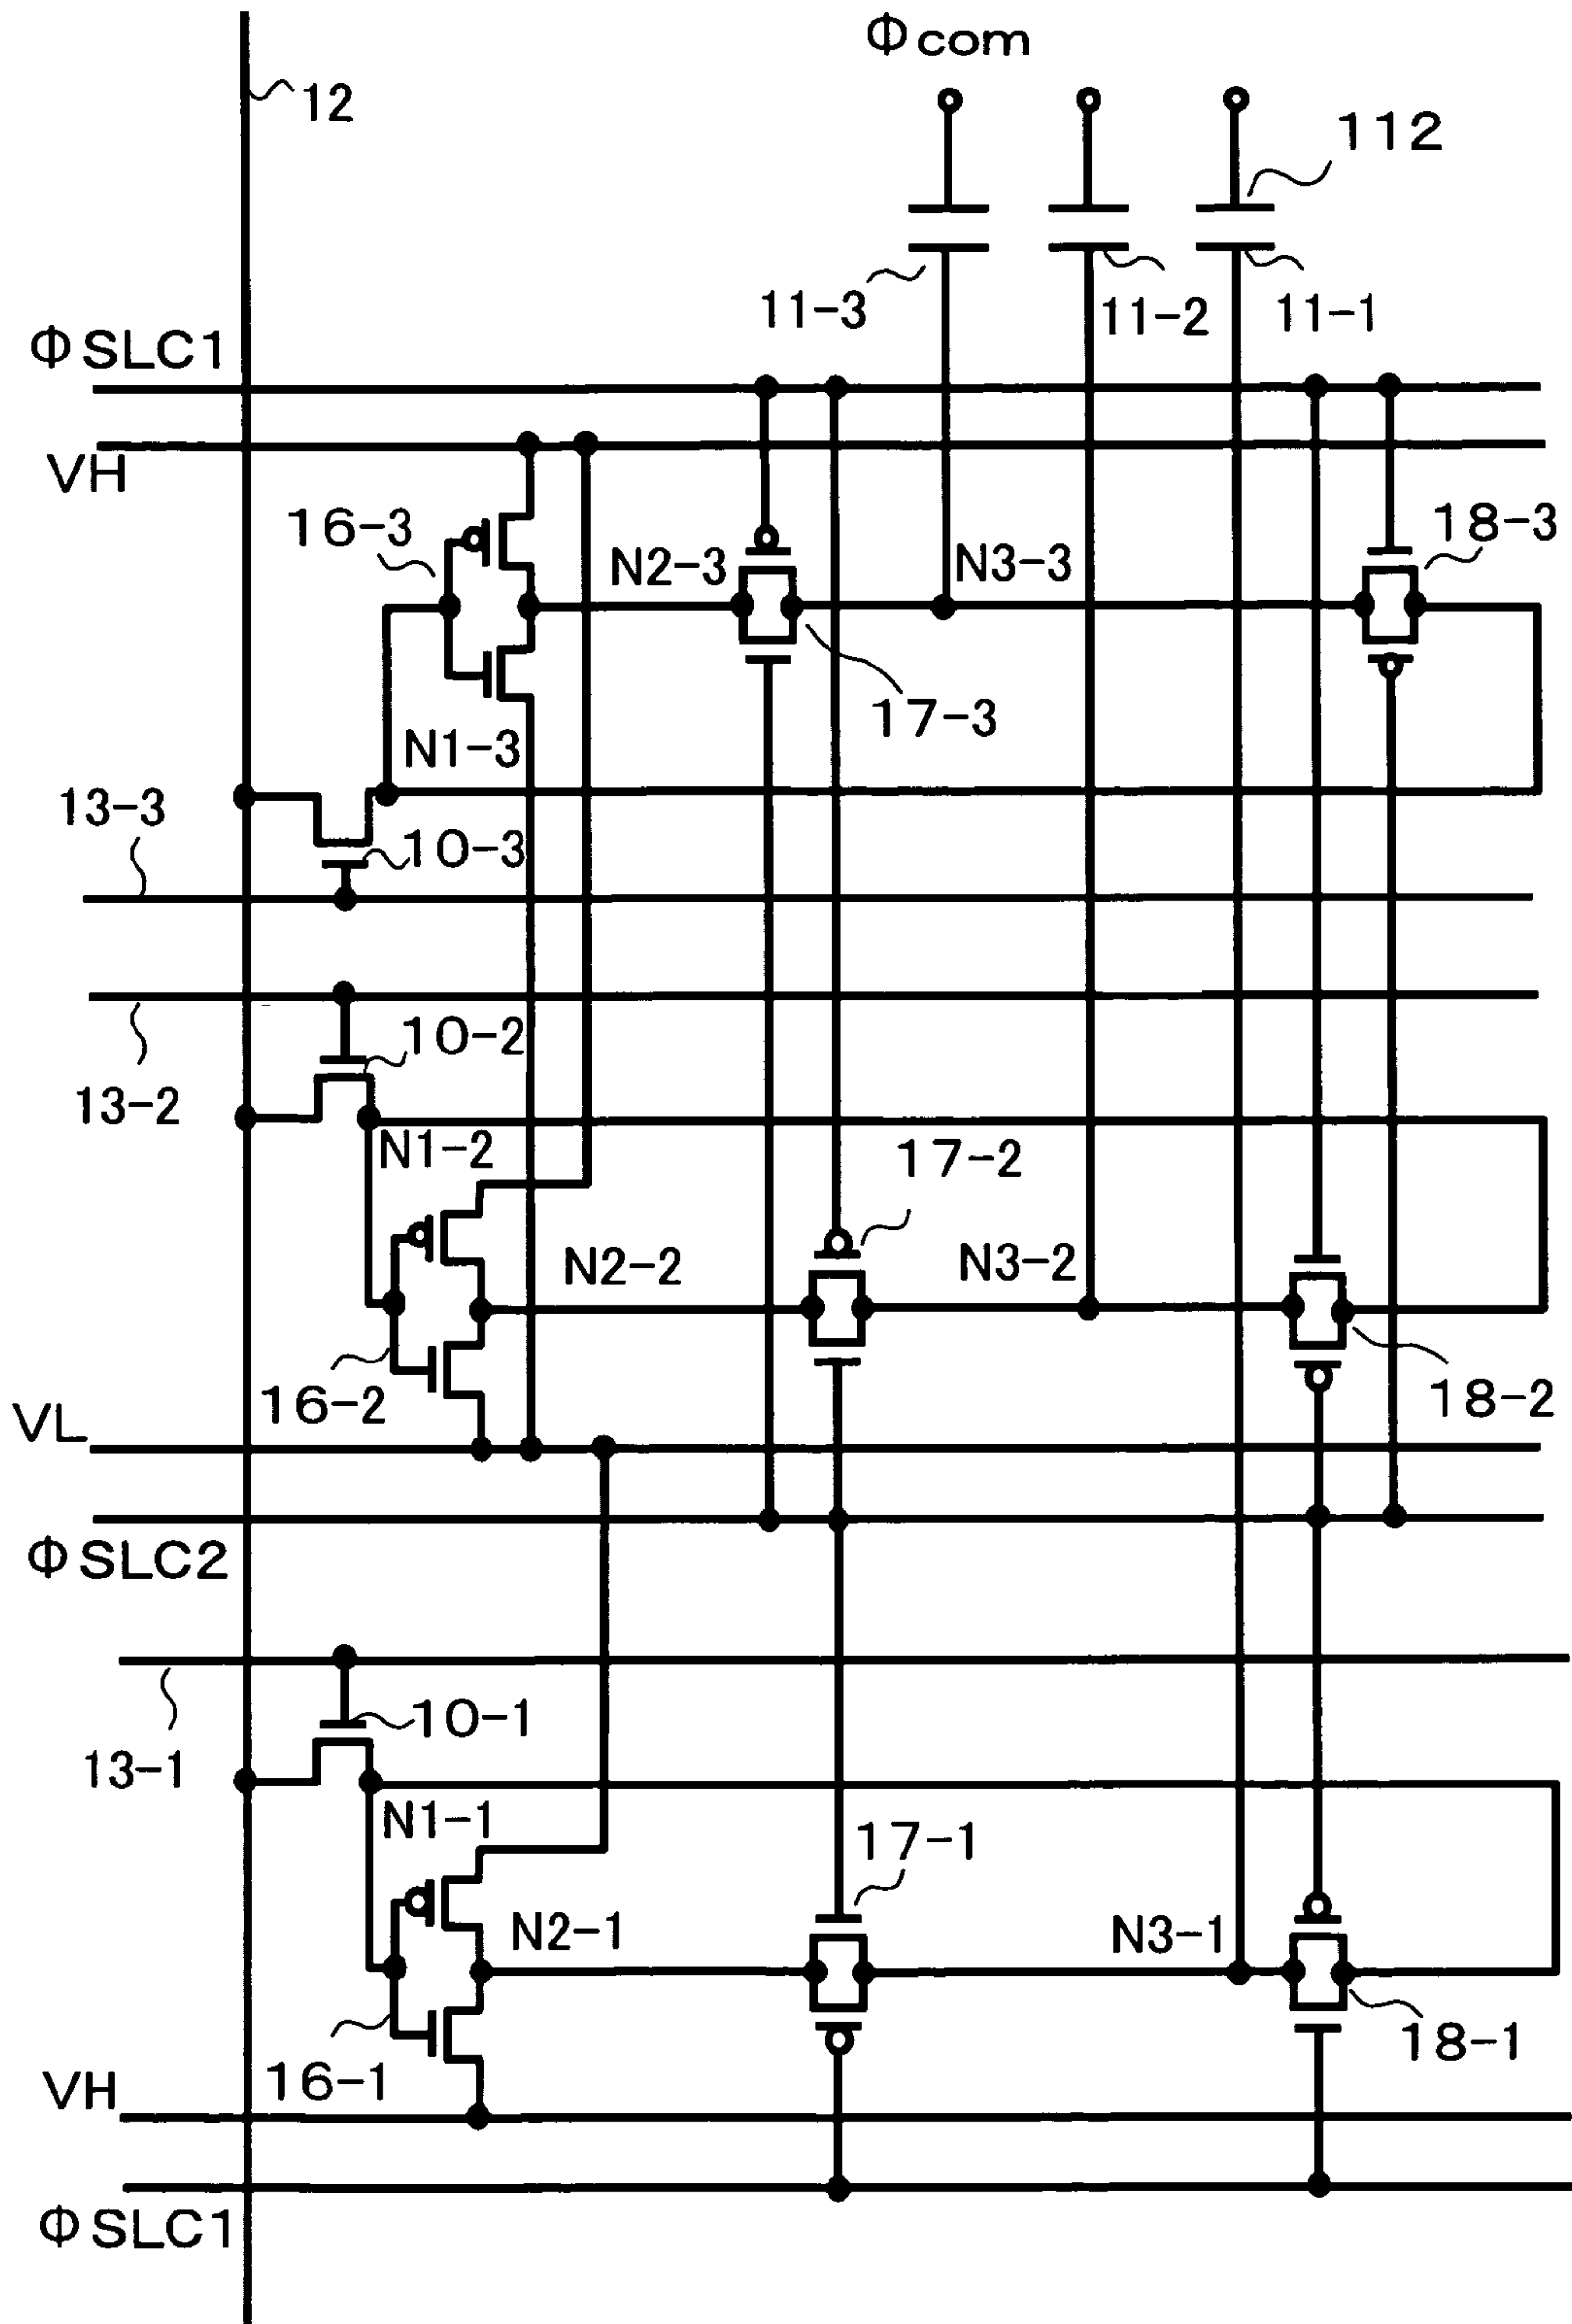 Φcom
12
112
11-3
11-2
11-1
ΦSLC1
VH
16-3
N2-3
N3-3
18-3
17-3
N1-3
13-3
10-3
10-2
13-2
N1-2
17-2
N2-2
N3-2
16-2
18-2
VL
ΦSLC2
10-1
13-1
N1-1
17-1
N2-1
N3-1
16-1
18-1
VH
ΦSLC1